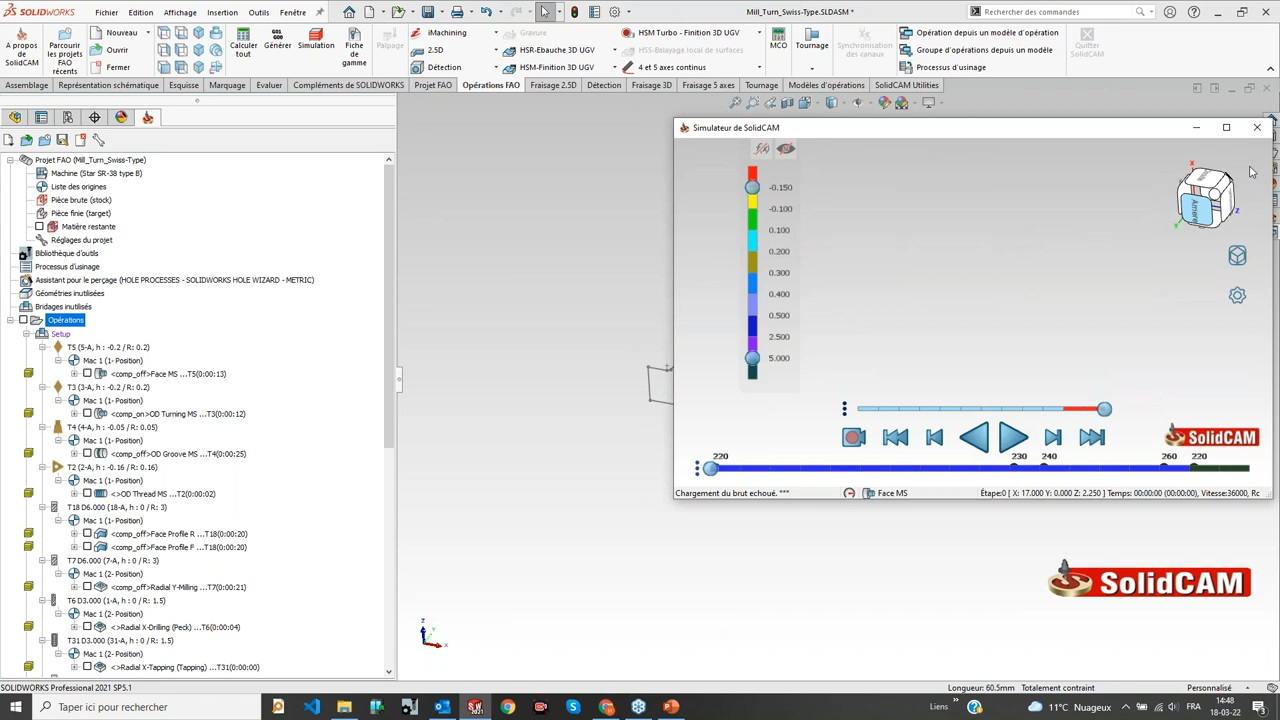 SOLIDWORKS
Fichier
Affichage
Insertion
Outils
Fenêtre
Mill_Turn_Swiss-Type.SLDASM *
Rechercher des commandes
A propos de SolidCAM
Parcourir les projets FAO récents
Nouveau
Ouvrir
Fermer
Calculer tout
Générer
Simulation
Fiche de gamme
Palpage
iMachining
2.5D
Détection
Gravure
HSR-Ebauche 3D UGV
HSM-Finition 3D UGV
HSM Turbo - Finition UGV
HSS-Balayage local de surfaces
4 et 5 axes continus
MCO
Tournage
Synchronisation des canaux
Opération depuis un modèle d'opération
Groupe d'opérations depuis un modèle
Processus d'usinage
Quitter SolidCAM
Assemblage
Représentation schématique
Esquisse
Marquage
Evaluer
Compléments de SOLIDWORKS
Projet FAO
Opérations FAO
Fraisage 2.5D
Détection
Fraisage 3D
Fraisage 5 axes
Tournage
Modèles d'opérations
SolidCAM Utilities
Projet FAO (Mill_Turn_Swiss-Type)
Machine (Star SR-38 type B)
Liste des origines
Pièce brute (stock)
Pièce finie (target)
Matière restante
Réglages du projet
Bibliothèque d'outils
Processus d'usinage
Assistant pour le perçage (HOLE PROCESSES - SOLIDWORKS HOLE WIZARD - METRIC)
Géométries inutilisées
Bridages inutilisés
Opérations
Setup
T5 (5-A, h : -0.2 / R: 0.2)
Mac 1 (1- Position)
<comp_off>Face MS ...T5(0:00:13)
T3 (3-A, h : -0.2 / R: 0.2)
Mac 1 (1- Position)
<comp_on>OD Turning MS ...T3(0:00:12)
T4 (4-A, h : -0.05 / R: 0.05)
Mac 1 (1- Position)
<comp_off>OD Groove MS ...T4(0:00:25)
T2 (2-A, h : -0.16 / R: 0.16)
Mac 1 (1- Position)
<>OD Thread MS ...T2(0:00:02)
T18 D6.000 (18-A, h : 0 / R: 3)
Mac 1 (1- Position)
<comp_off>Face Profile R ...T18(0:00:20)
<comp_off>Face Profile F ...T18(0:00:20)
T7 D6.000 (7-A, h : 0 / R: 3)
Mac 1 (2- Position)
<comp_off>Radial Y-Milling ...T7(0:00:21)
T6 D3.000 (1-A, h : 0 / R: 1.5)
Mac 1 (2- Position)
<>Radial X-Drilling (Peck) ...T6(0:00:04)
T31 D3.000 (31-A, h : 0 / R: 1.5)
Mac 1 (2- Position)
<>Radial X-Tapping (Tapping) ...T31(0:00:00)
Simulateur de SolidCAM
-0.150
-0.100
0.100
0.200
0.300
0.400
0.500
2.500
5.000
SolidCAM
220
230
240
260
220
Chargement du brut echoué. ***
Face MS
Étape:0 [ X: 17.000 Y: 0.000 Z: 2.250 ] Temps: 00:00:00 (00:00:00), Vitesse:36000, Rc
SolidCAM
SOLIDWORKS Professional 2021 SP5.1
Longueur: 60.5mm
Totalement contraint
Personnalisé
Taper ici pour rechercher
Liens
11°C Nuageux
FRA
14:48
18-03-22